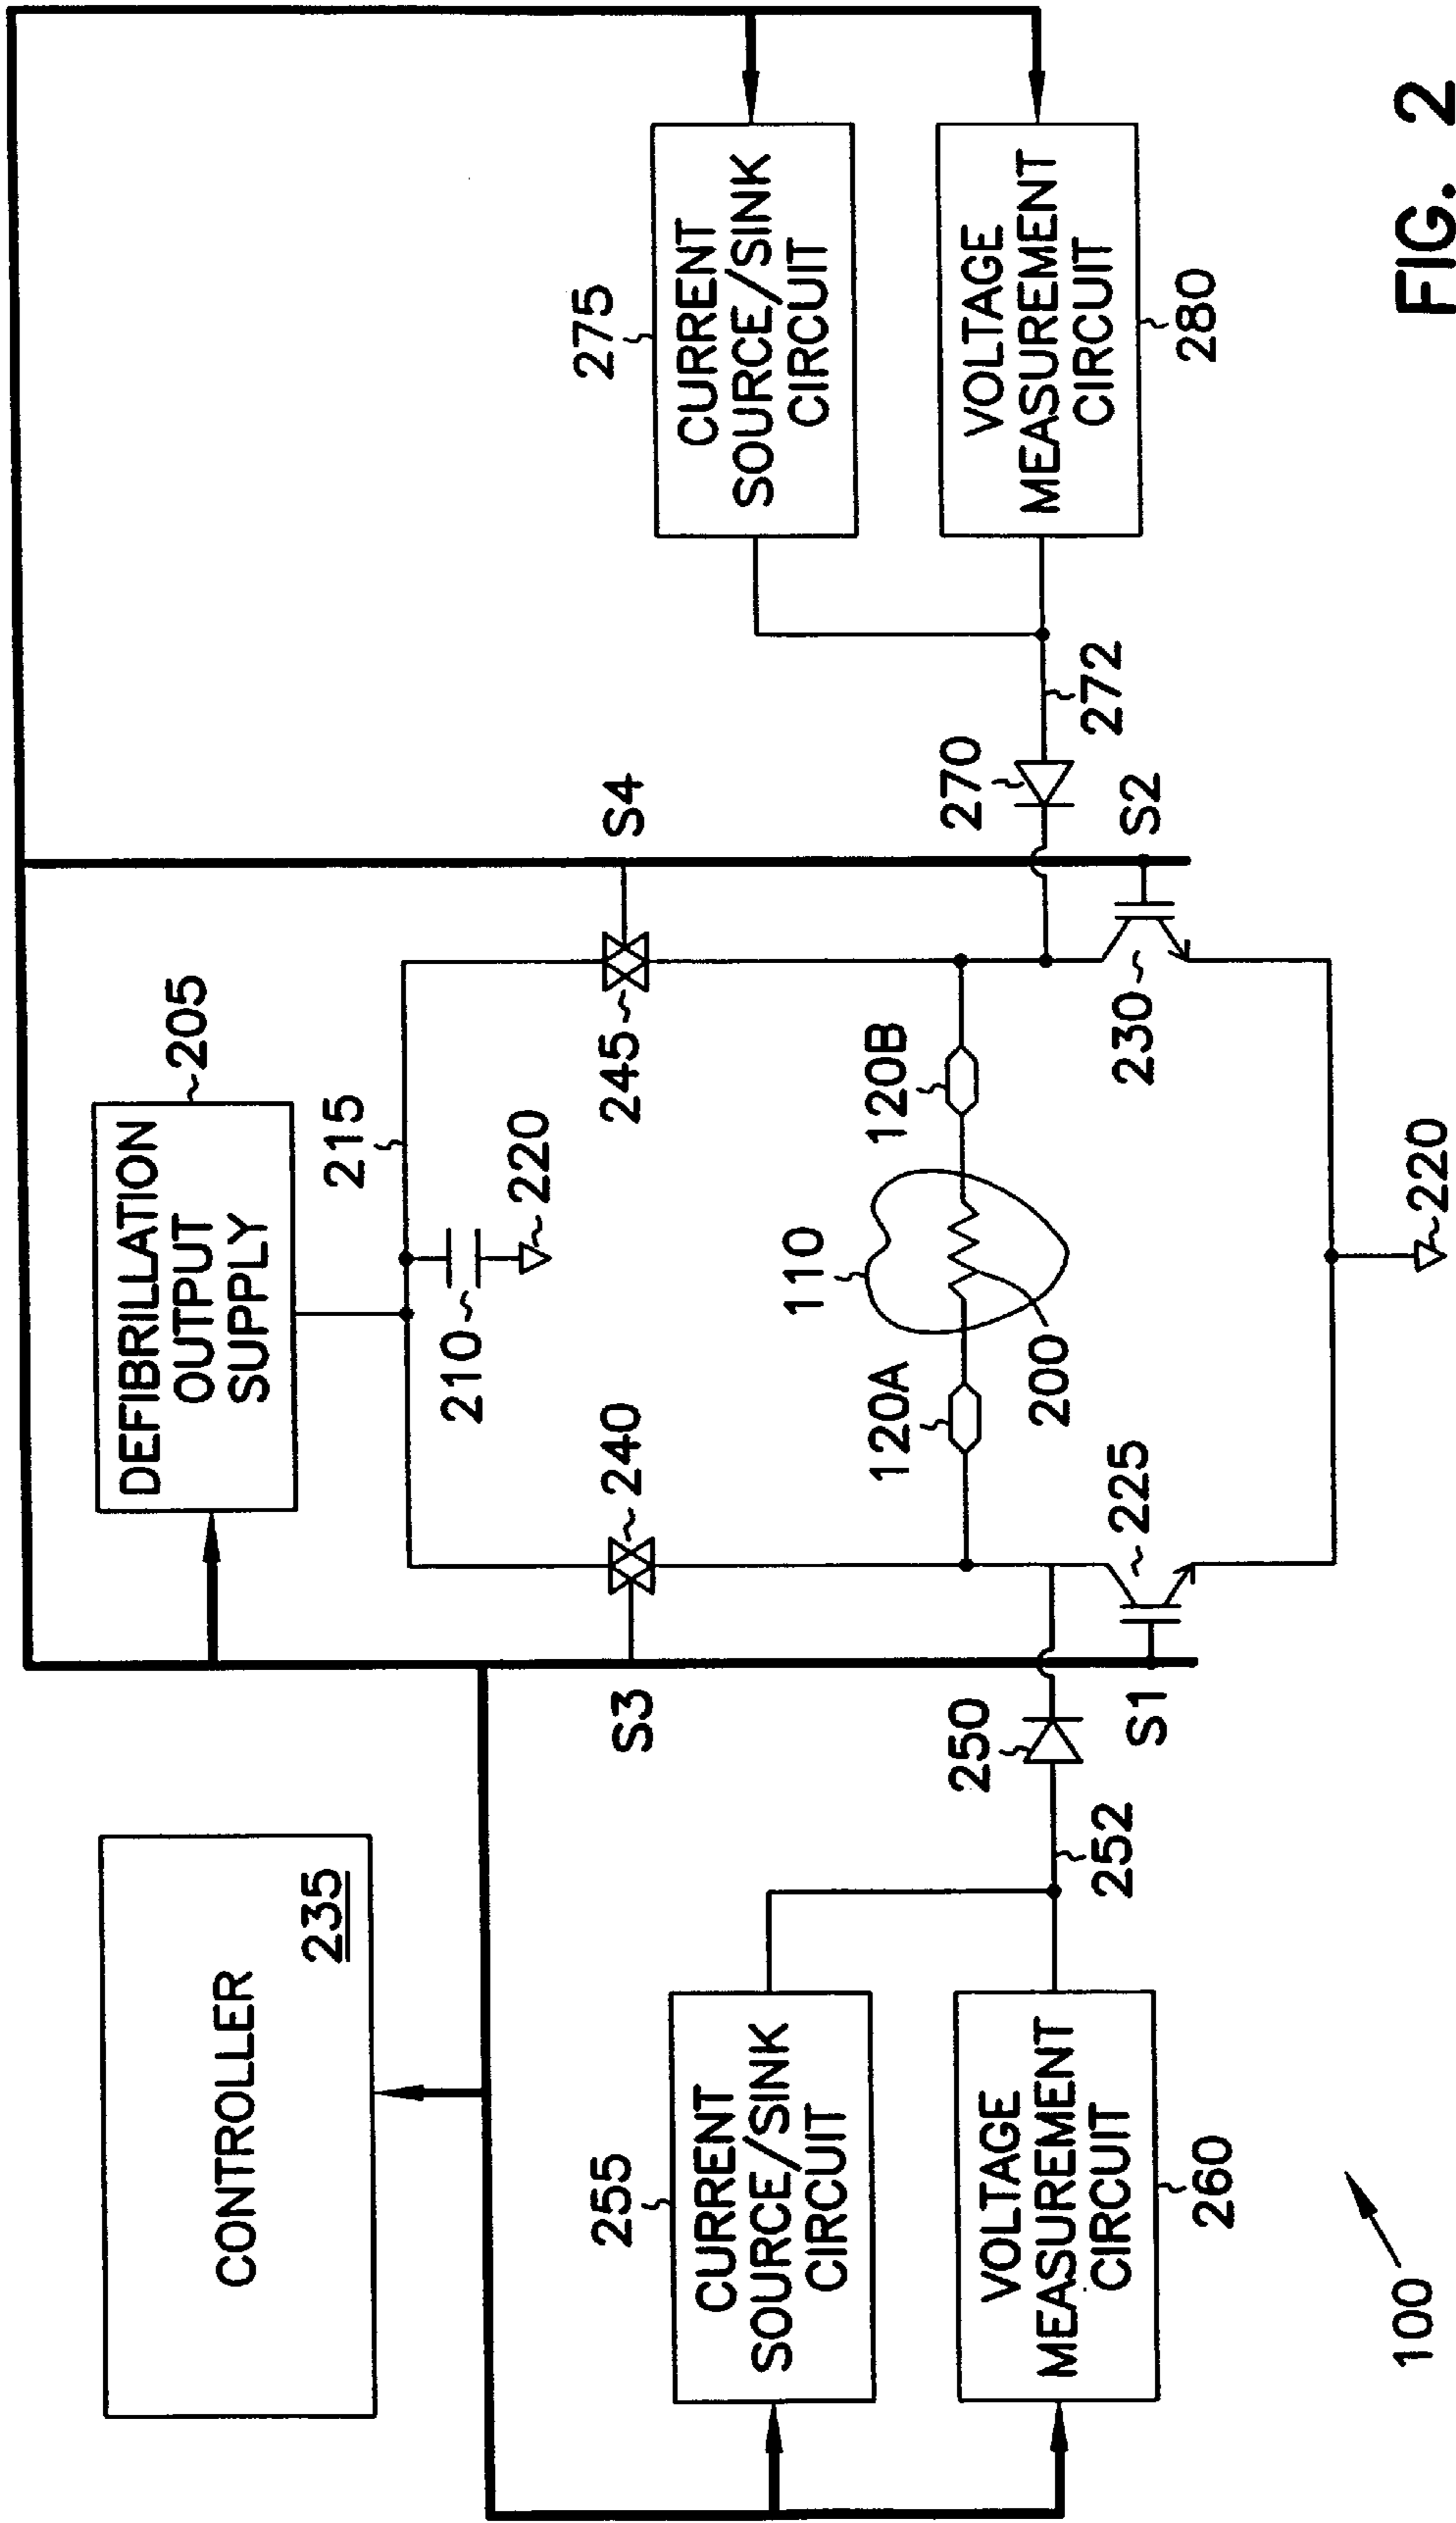 CONTROLLER
235
DEFIBRILLATION
OUTPUT
SUPPLY
205
215
210
220
S3
240
245
S4
255
CURRENT
SOURCE/SINK
CIRCUIT
275
CURRENT
SOURCE/SINK
CIRCUIT
110
120A
120B
200
250
252
270
272
VOLTAGE
MEASUREMENT
CIRCUIT
260
VOLTAGE
MEASUREMENT
CIRCUIT
280
S1
225
230
S2
220
100
FIG. 2